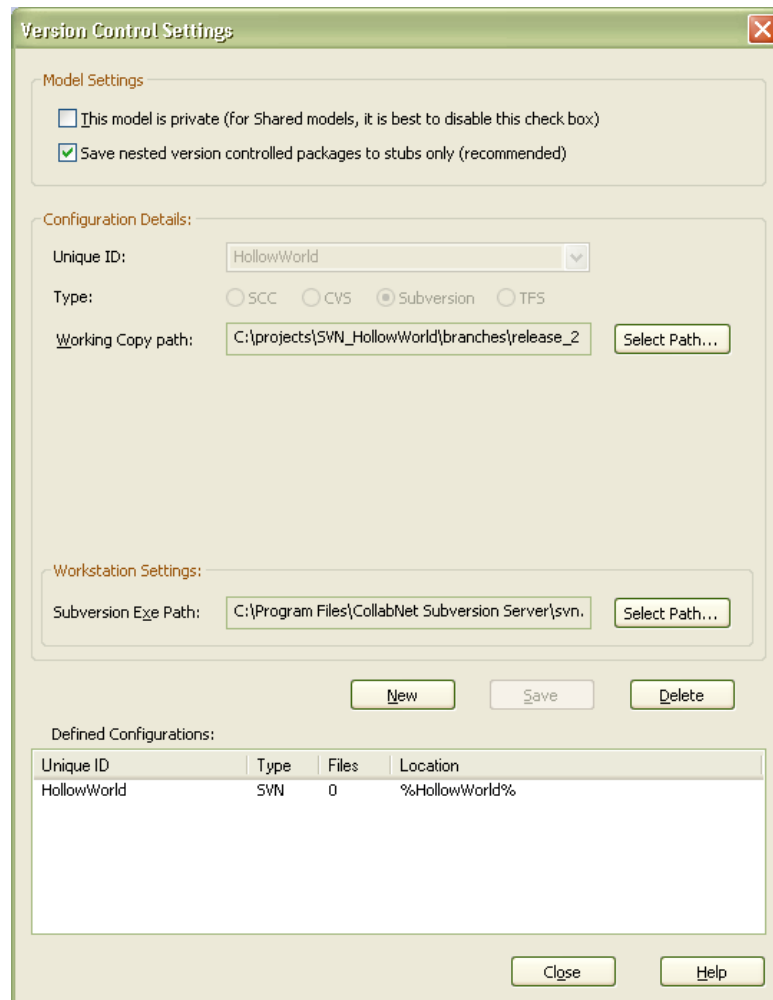 Version Control Settings
Model Settings
This model is private (for Shared models, it is best to disable this check box)
Save nested version controlled packages to stubs only (recommended)
Configuration Details:
Unique ID: HollowWorld
Type: SCC CVS Subversion TFS
Working Copy path: C:\projects\SVN_HollowWorld\branches\release_2 Select Path...
Workstation Settings:
Subversion Exe Path: C:\Program Files\CollabNet Subversion Server\svn. Select Path...
New Save Delete
Defined Configurations:
Unique ID Type Files Location
HollowWorld SVN 0 %HollowWorld%
Close Help